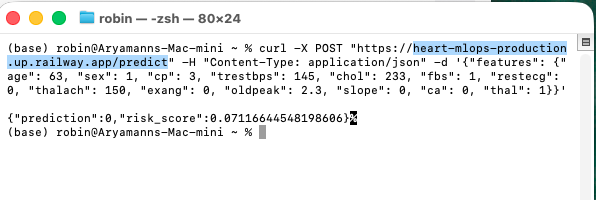 robin — -zsh — 80×24
(base) robin@Aryamanns-Mac-mini ~ % curl -X POST "https://heart-mlops-production
.up.railway.app/predict" -H "Content-Type: application/json" -d '{"features": {"
age": 63, "sex": 1, "cp": 3, "trestbps": 145, "chol": 233, "fbs": 1, "restecg":
0, "thalach": 150, "exang": 0, "oldpeak": 2.3, "slope": 0, "ca": 0, "thal": 1}}'
{"prediction":0,"risk_score":0.07116644548198606}%
(base) robin@Aryamanns-Mac-mini ~ %